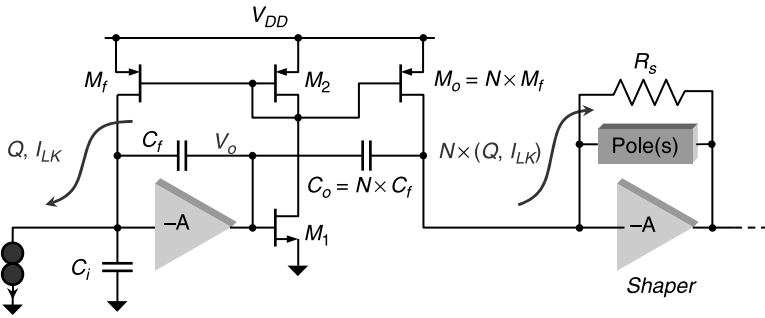 V_DD
M_f
M_2
M_o = N × M_f
R_s
Q, I_LK
C_f
V_o
N × (Q, I_LK)
Pole(s)
C_o = N × C_f
–A
M_1
–A
C_i
Shaper